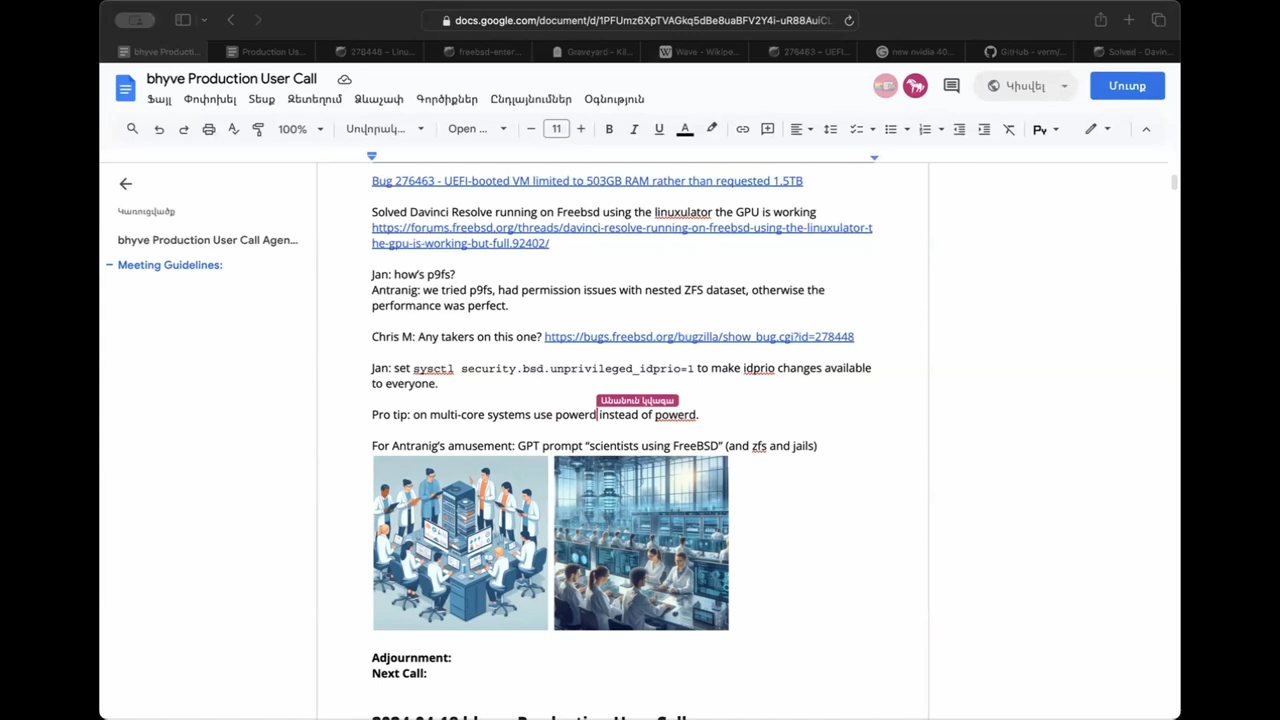 docs.google.com/document/d/1PFUmz6XpTVAGkq5dBe8uaBFV2Y4i-uR88AuiCL
bhyve Producti...
Production Us...
278448 – Linu...
freebsd-enter...
Graveyard – Kil...
Wave - Wikipe...
276463 – UEFI...
new nvidia 40...
GitHub – verm/...
Solved - Davin...
bhyve Production User Call
Ֆայլ Փոփոխել Տեսք Զետեղում Ձևաչափ Գործիքներ Ընդլայնումներ Օգնություն
Կիսվել
Մուտք
100%
Սովորակ...
Open ...
11
Կառուցվածք
bhyve Production User Call Agen...
Meeting Guidelines:
Bug 276463 - UEFI-booted VM limited to 503GB RAM rather than requested 1.5TB
Solved Davinci Resolve running on Freebsd using the linuxulator the GPU is working
https://forums.freebsd.org/threads/davinci-resolve-running-on-freebsd-using-the-linuxulator-t
he-gpu-is-working-but-full.92402/
Jan: how's p9fs?
Antranig: we tried p9fs, had permission issues with nested ZFS dataset, otherwise the
performance was perfect.
Chris M: Any takers on this one? https://bugs.freebsd.org/bugzilla/show_bug.cgi?id=278448
Jan: set sysctl security.bsd.unprivileged_idprio=1 to make idprio changes available
to everyone.
Անանուն կվագա
Pro tip: on multi-core systems use powerd instead of powerd.
For Antranig's amusement: GPT prompt “scientists using FreeBSD” (and zfs and jails)
Adjournment:
Next Call: